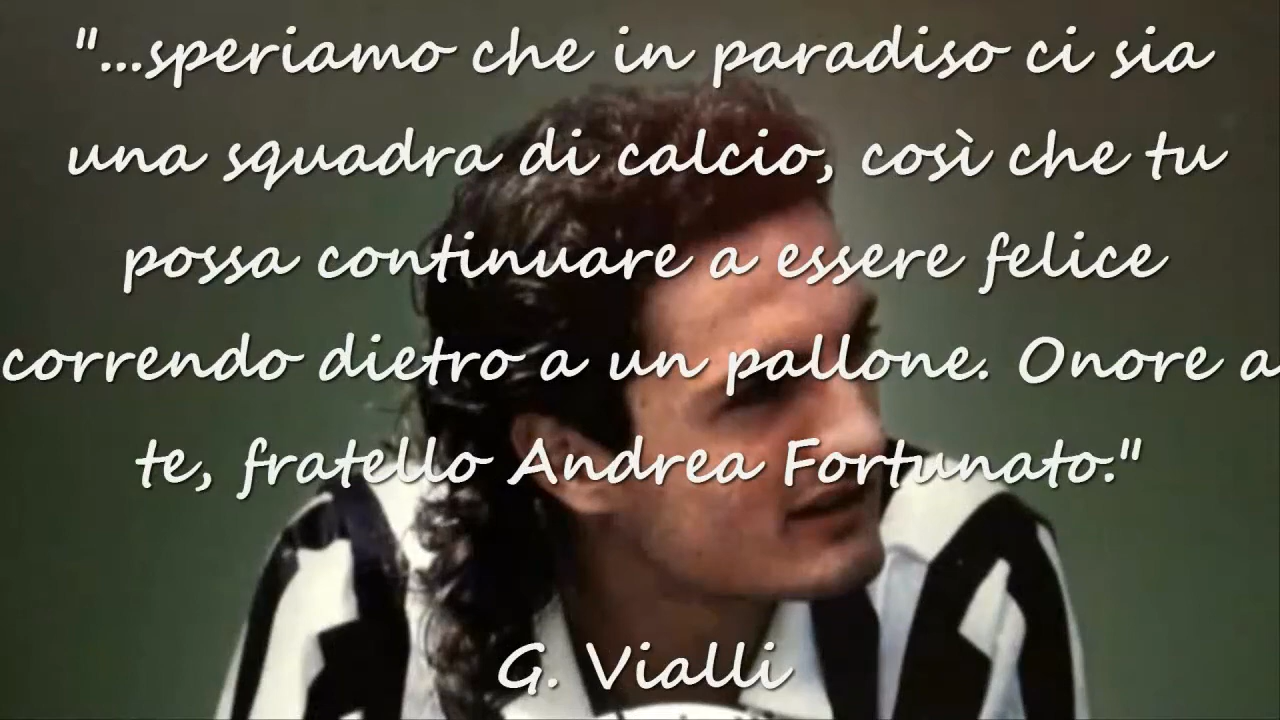 "...speriamo che in paradiso ci sia
una squadra di calcio, così che tu
possa continuare a essere felice
correndo dietro a un pallone. Onore a
te, fratello Andrea Fortunato."
G. Vialli